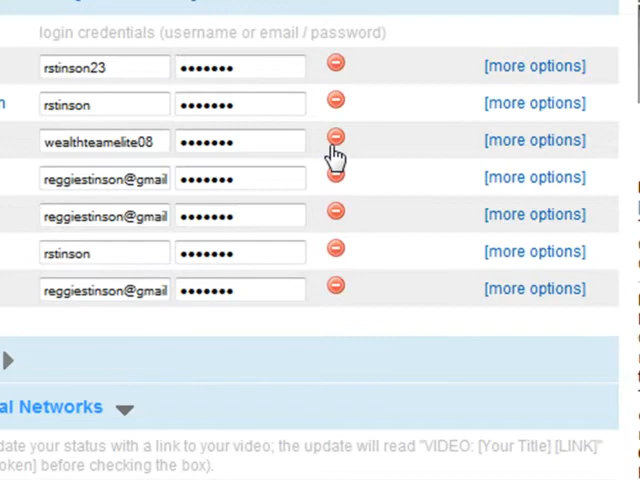 login credentials (username or email / password)
rstinson23 ●●●●●●● [more options]
rstinson ●●●●●●● [more options]
wealthteamelite08 ●●●●●●● [more options]
reggiestinson@gmail ●●●●●●● [more options]
reggiestinson@gmail ●●●●●●● [more options]
rstinson ●●●●●●● [more options]
reggiestinson@gmail ●●●●●●● [more options]
al Networks
date your status with a link to your video; the update will read "VIDEO: [Your Title] [LINK]"
oken] before checking the box).